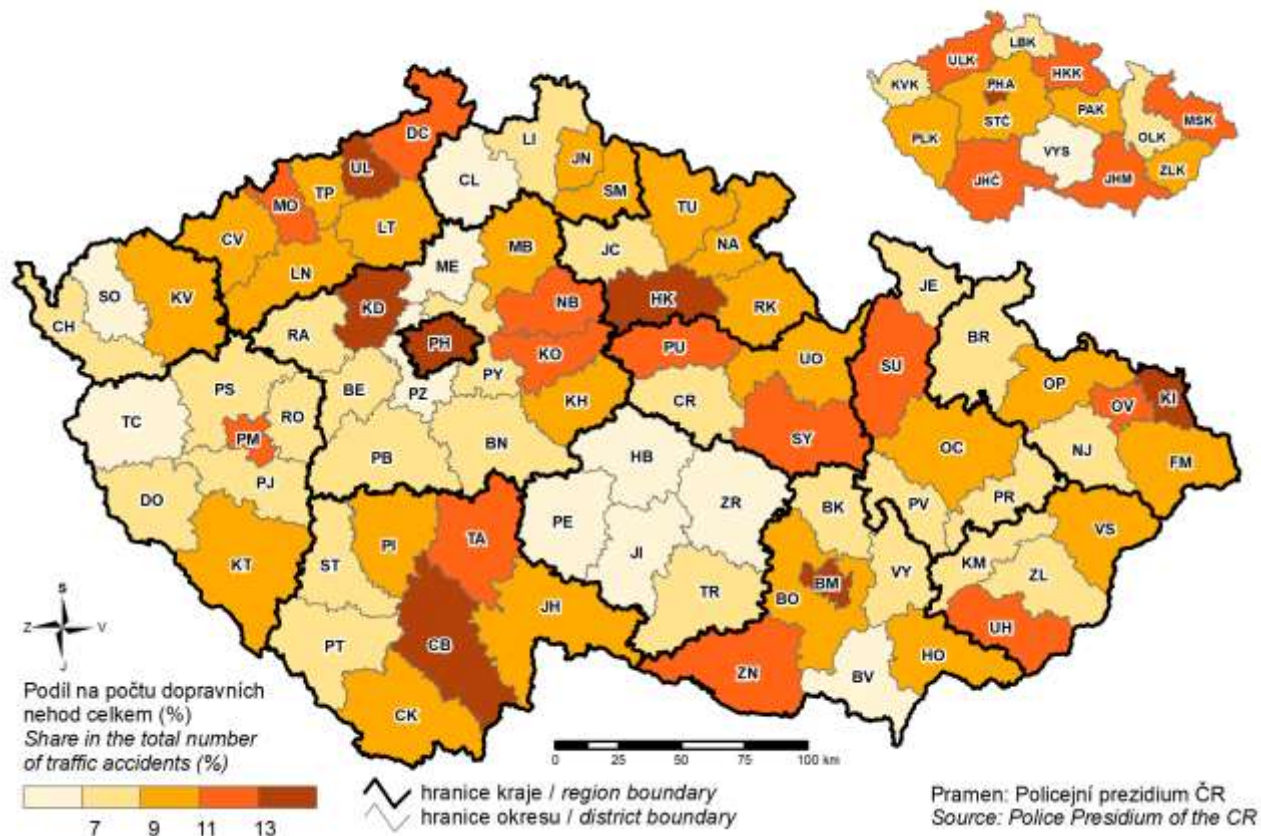 LBK
ULK
HKK
KVK
PHA
PAK
STČ
MSK
PLK
OLK
VYS
ZLK
JHČ
JHM
DC
LI
UL
JN
CL
TP
SM
MO
TU
LT
CV
MB
NA
JC
ME
LN
SO
KV
JE
NB
HK
KD
RK
CH
RA
BR
PH
KO
PU
UO
SU
OP
PS
BE
PY
PZ
KH
CR
OV
KI
TC
RO
PM
SY
OC
BN
NJ
FM
PB
HB
PJ
DO
PV
PR
BK
ZR
VS
PE
TA
PI
JI
ST
KT
KM
ZL
VY
BM
TR
BO
JH
S
Z V
J
UH
CB
PT
HO
ZN
BV
CK
Podíl na počtu dopravních
nehod celkem (%)
Share in the total number
of traffic accidents (%)
7 9 11 13
0 25 50 75 100 km
hranice kraje / region boundary
hranice okresu / district boundary
Pramen: Policejní prezidium ČR
Source: Police Presidium of the CR